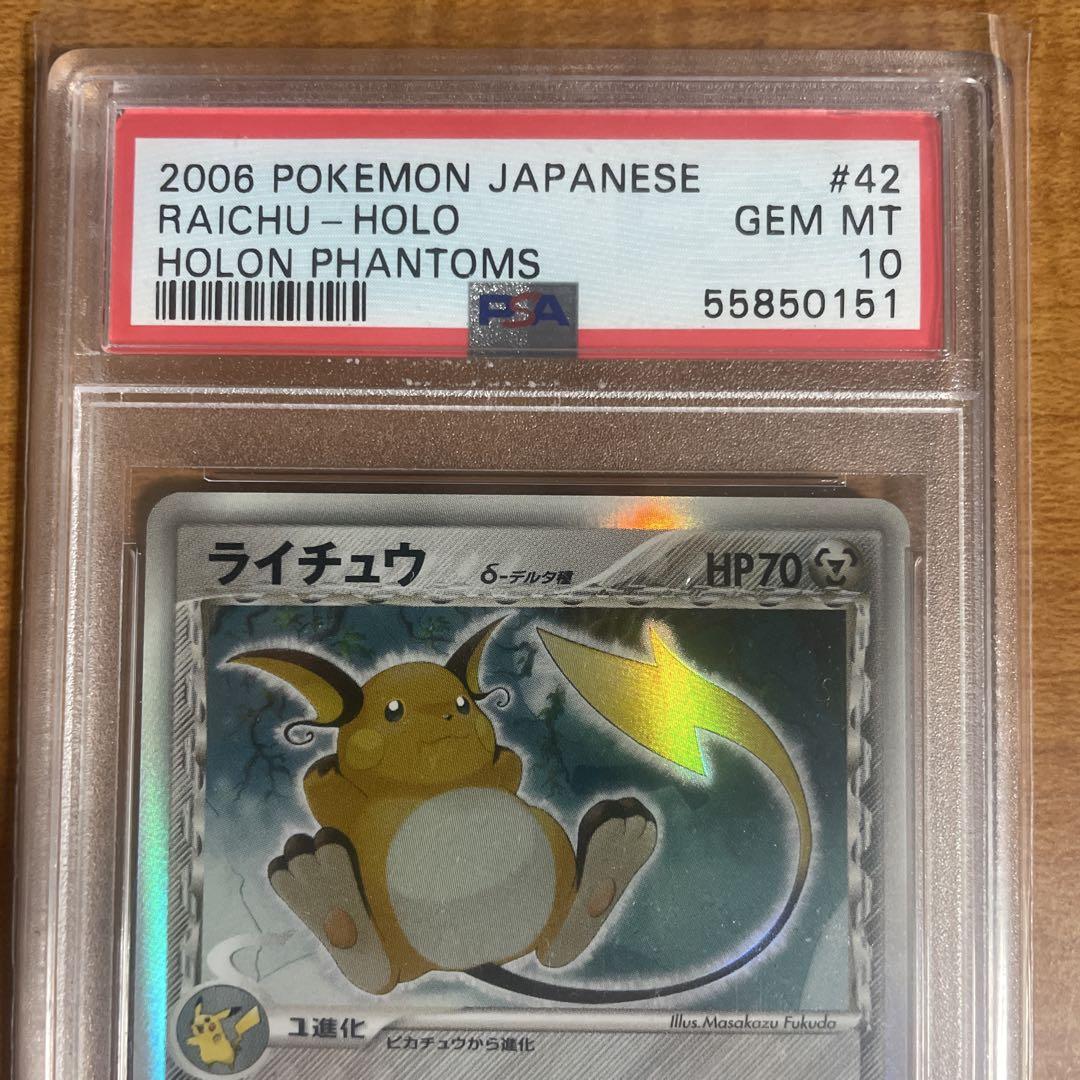 2006 POKEMON JAPANESE #42
RAICHU - HOLO GEM MT
HOLON PHANTOMS 10
PSA 55850151
ライチュウ δ-デルタ種 HP70
Illus. Masakazu Fukuda
1進化
ピカチュウから進化